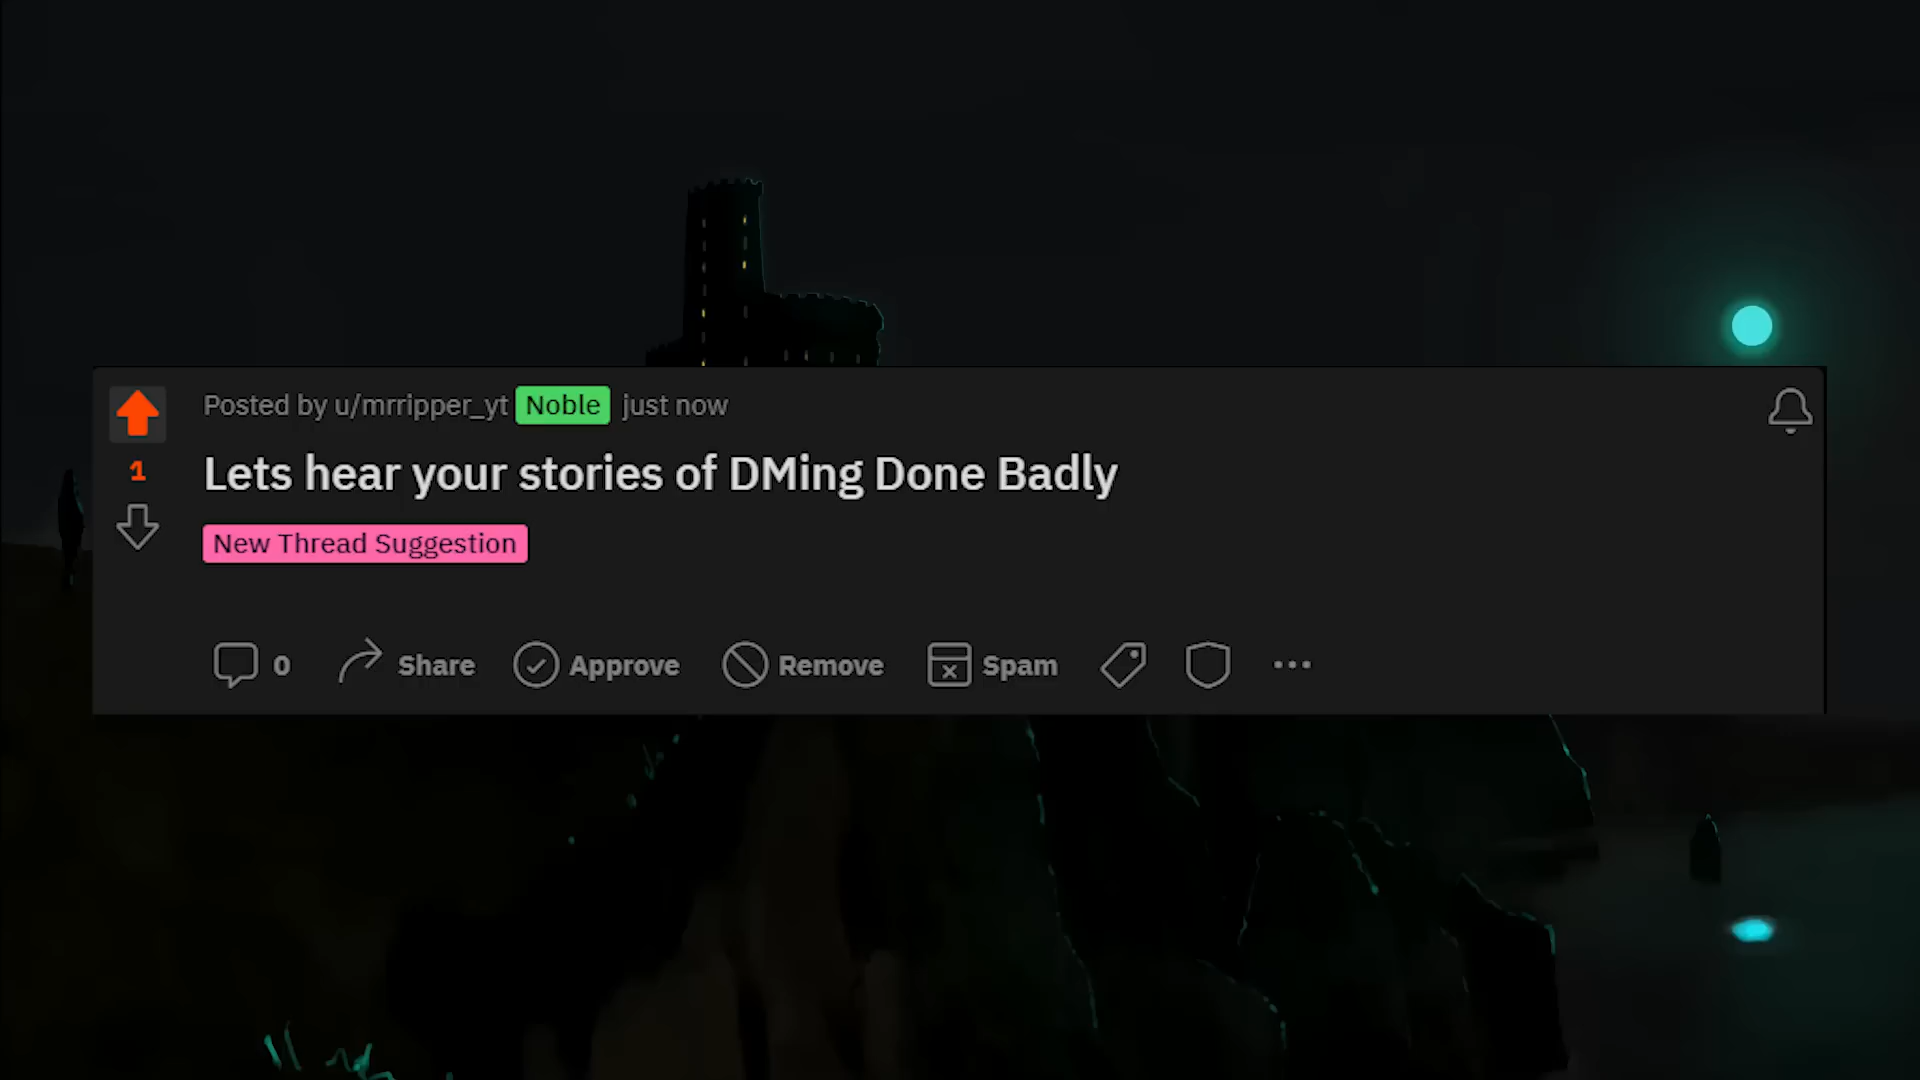 Posted by u/mrripper_yt Noble just now
1
Lets hear your stories of DMing Done Badly
New Thread Suggestion
0 Share Approve Remove Spam